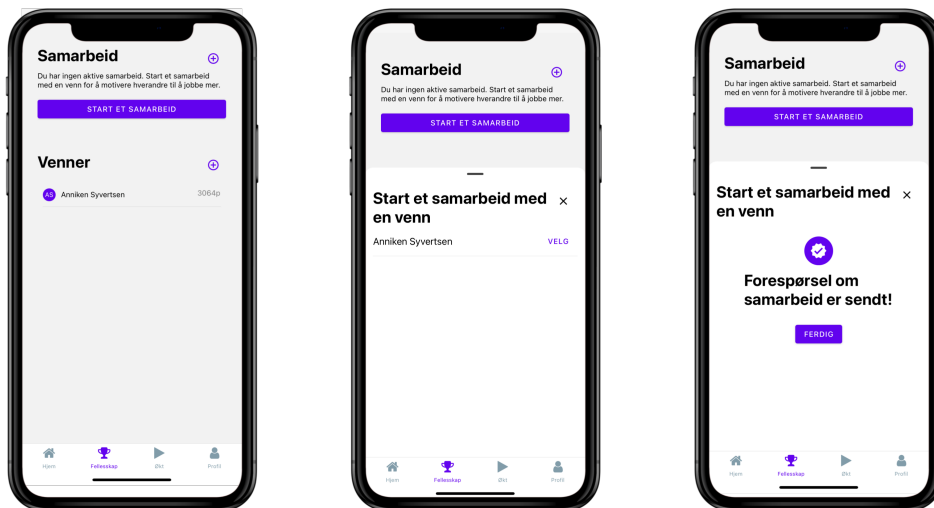 Samarbeid
Du har ingen aktive samarbeid. Start et samarbeid
med en venn for å motivere hverandre til å jobbe mer.
START ET SAMARBEID
Venner
AS Anniken Syvertsen 3064p
Hjem Fellesskap Økt Profil
Samarbeid
Du har ingen aktive samarbeid. Start et samarbeid
med en venn for å motivere hverandre til å jobbe mer.
START ET SAMARBEID
Start et samarbeid med
en venn
Anniken Syvertsen VELG
Hjem Fellesskap Økt Profil
Samarbeid
Du har ingen aktive samarbeid. Start et samarbeid
med en venn for å motivere hverandre til å jobbe mer.
START ET SAMARBEID
Start et samarbeid med
en venn
Forespørsel om
samarbeid er sendt!
FERDIG
Hjem Fellesskap Økt Profil